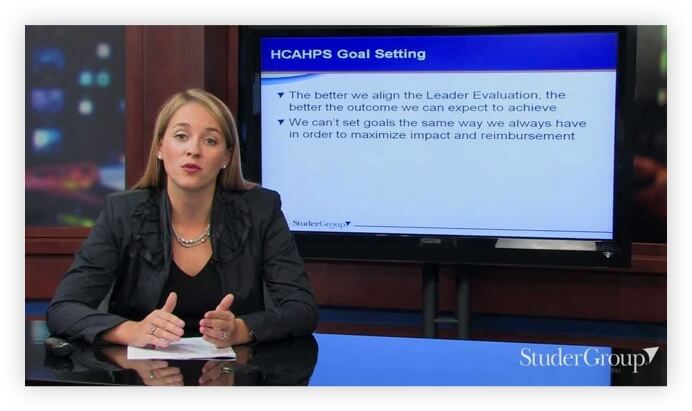 HCAHPS Goal Setting
The better we align the Leader Evaluation, the
better the outcome we can expect to achieve
We can't set goals the same way we always have
in order to maximize impact and reimbursement
StuderGroup
StuderGroup